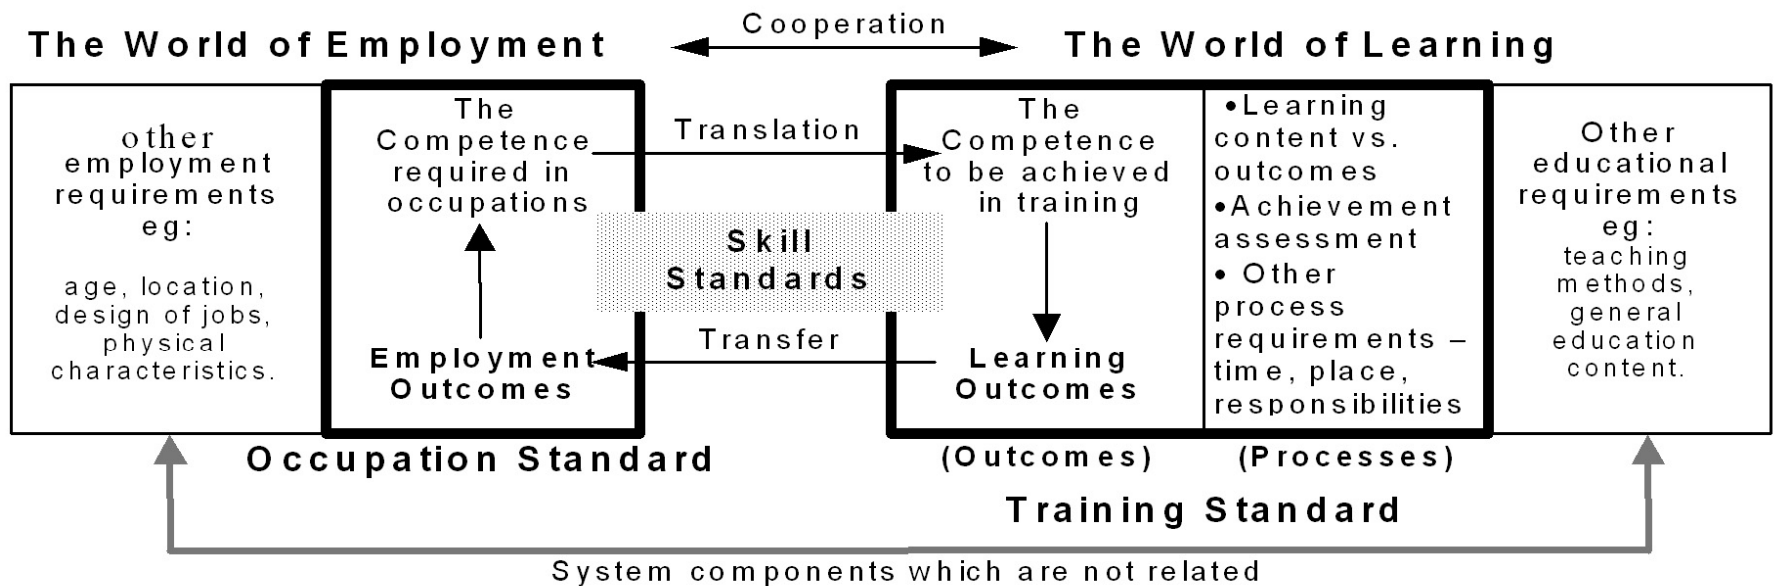 Cooperation
The World of Employment
The World of Learning
other
employment
requirements
eg:
age, location,
design of jobs,
physical
characteristics.
The
Competence
required in
occupations
Employment
Outcomes
Translation
Skill
Standards
Transfer
The
Competence
to be achieved
in training
Learning
Outcomes
•Learning
content vs.
outcomes
•Achievement
assessment
• Other
process
requirements –
time, place,
responsibilities
Other
educational
requirements
eg:
teaching
methods,
general
education
content.
Occupation Standard
(Outcomes)
(Processes)
Training Standard
System components which are not related